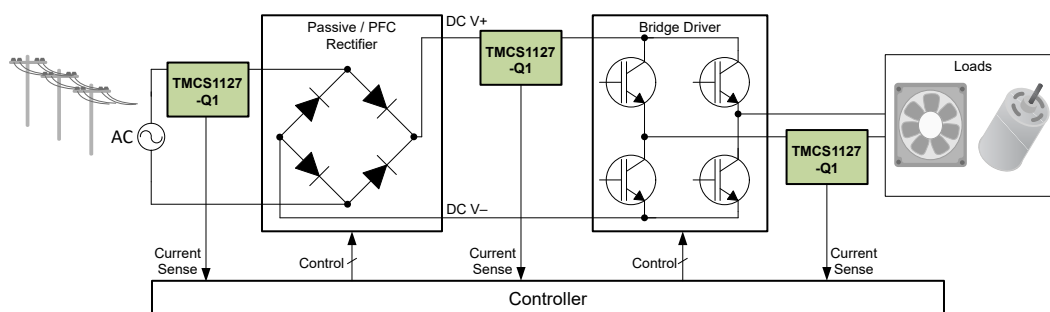 Passive / PFC
Rectifier
DC V+
TMCS1127
-Q1
Bridge Driver
TMCS1127
-Q1
Loads
AC
TMCS1127
-Q1
DC V–
Current
Sense
Control
Current
Sense
Control
Current
Sense
Controller